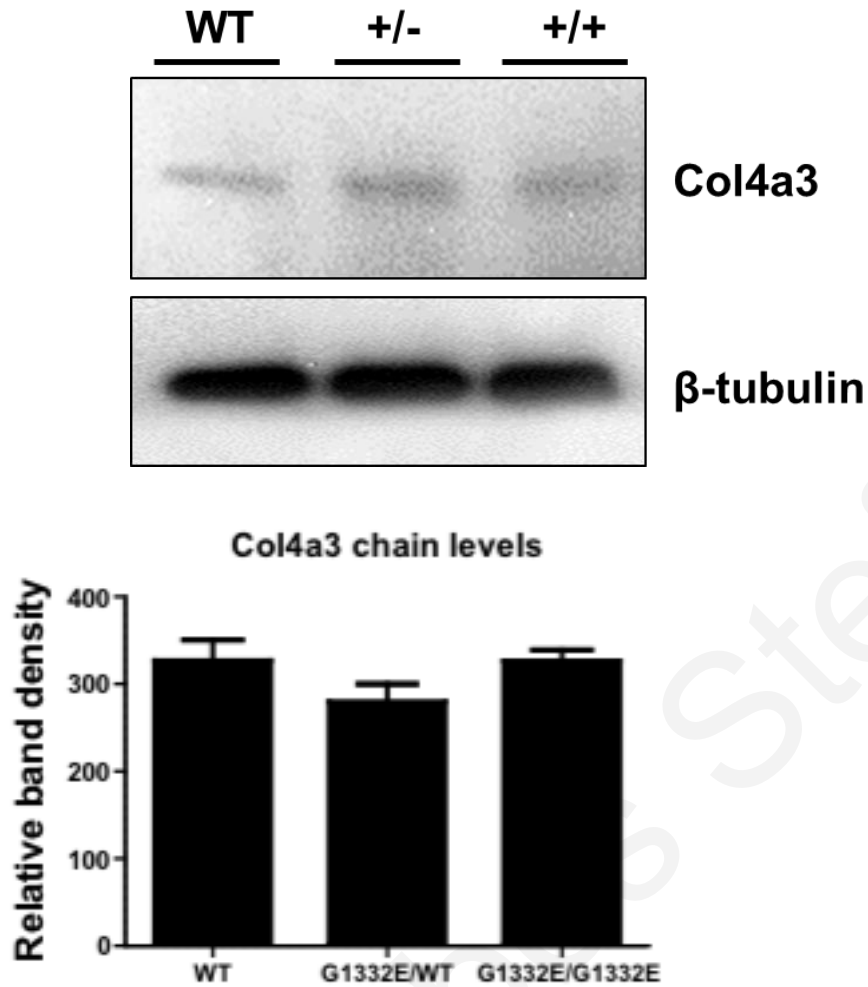 WT +/- +/+
Col4a3
β-tubulin
Col4a3 chain levels
Relative band density
400
300
200
100
0
WT G1332E/WT G1332E/G1332E